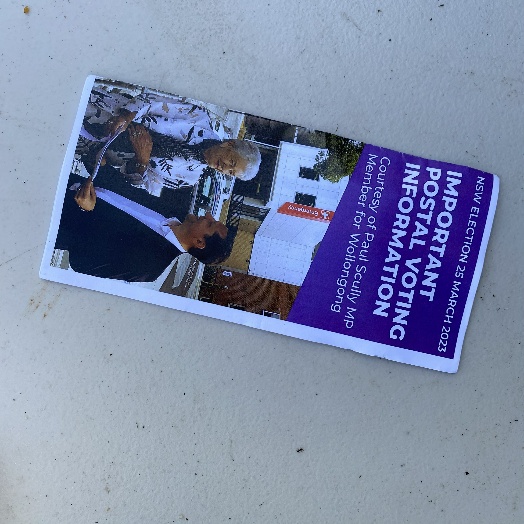 NSW ELECTION 25 MARCH 2023
IMPORTANT
POSTAL VOTING
INFORMATION
Courtesy of Paul Scully MP
Member for Wollongong